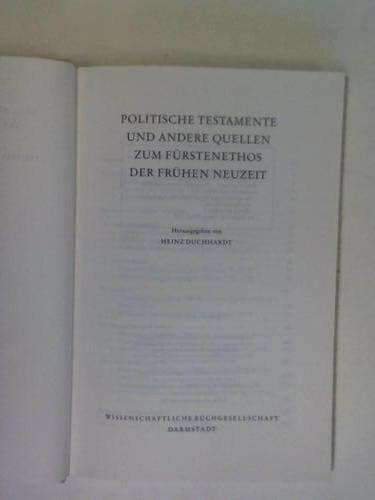 POLITISCHE TESTAMENTE
UND ANDERE QUELLEN
ZUM FÜRSTENETHOS
DER FRÜHEN NEUZEIT
Herausgegeben von
HEINZ DUCHHARDT
WISSENSCHAFTLICHE BUCHGESELLSCHAFT
DARMSTADT